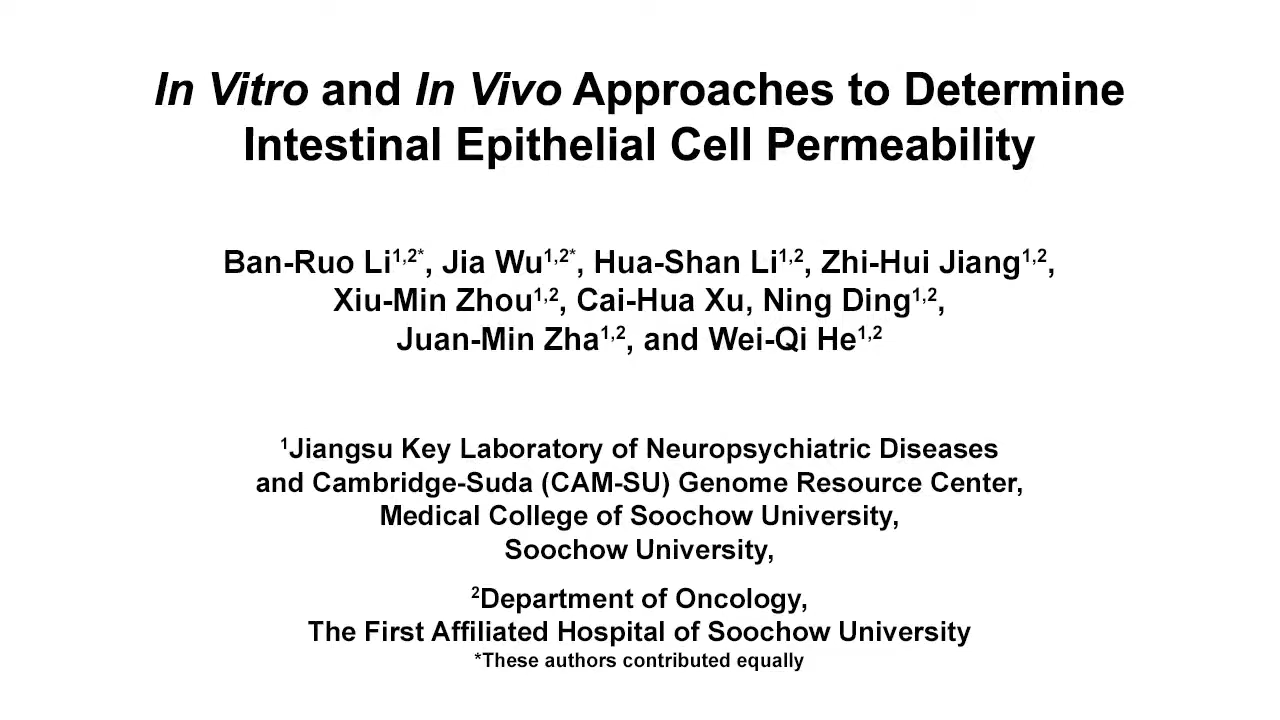 In Vitro and In Vivo Approaches to Determine
Intestinal Epithelial Cell Permeability
Ban-Ruo Li1,2*, Jia Wu1,2*, Hua-Shan Li1,2, Zhi-Hui Jiang1,2,
Xiu-Min Zhou1,2, Cai-Hua Xu, Ning Ding1,2,
Juan-Min Zha1,2, and Wei-Qi He1,2
1Jiangsu Key Laboratory of Neuropsychiatric Diseases
and Cambridge-Suda (CAM-SU) Genome Resource Center,
Medical College of Soochow University,
Soochow University,
2Department of Oncology,
The First Affiliated Hospital of Soochow University
*These authors contributed equally